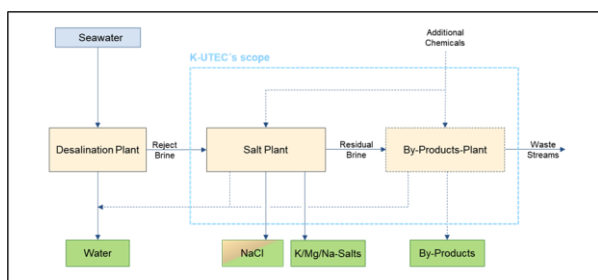 Seawater
Additional
Chemicals
K-UTEC´s scope
Desalination Plant
Reject
Brine
Salt Plant
Residual
Brine
By-Products-Plant
Waste
Streams
Water
NaCl
K/Mg/Na-Salts
By-Products